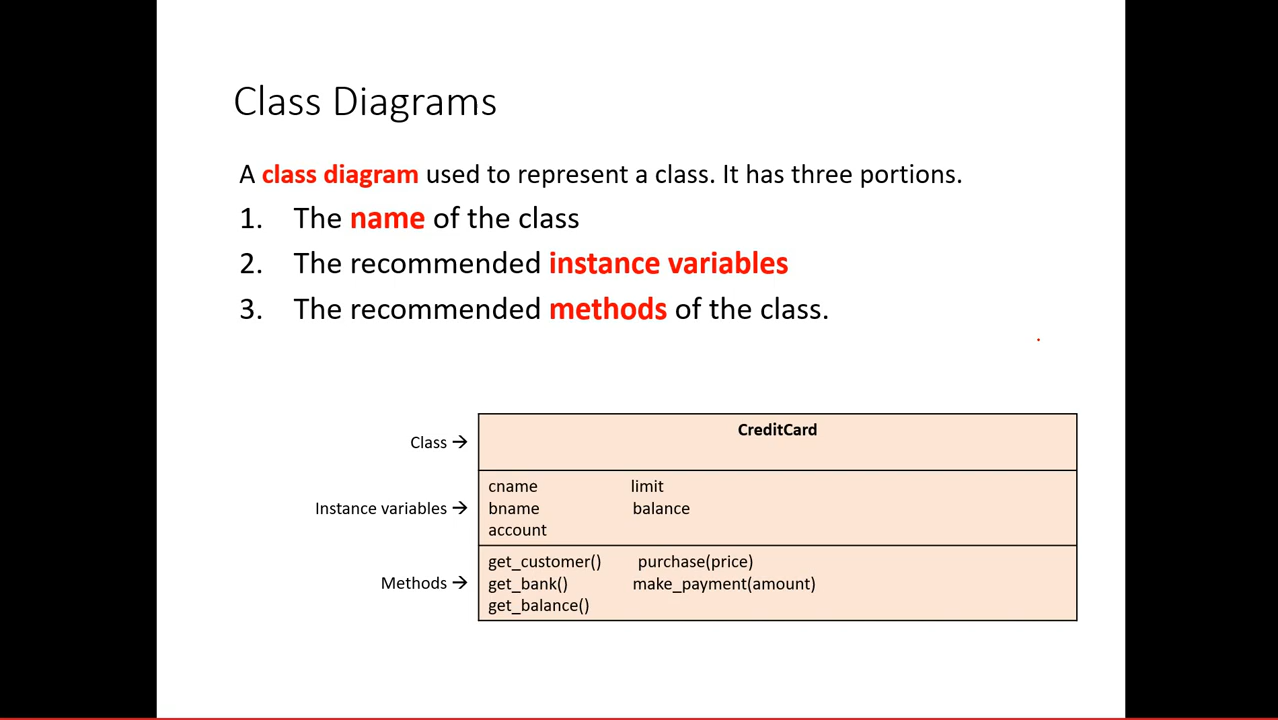 Class Diagrams
A class diagram used to represent a class. It has three portions.
1. The name of the class
2. The recommended instance variables
3. The recommended methods of the class.
Class →
CreditCard
Instance variables →
cname limit
bname balance
account
Methods →
get_customer() purchase(price)
get_bank() make_payment(amount)
get_balance()